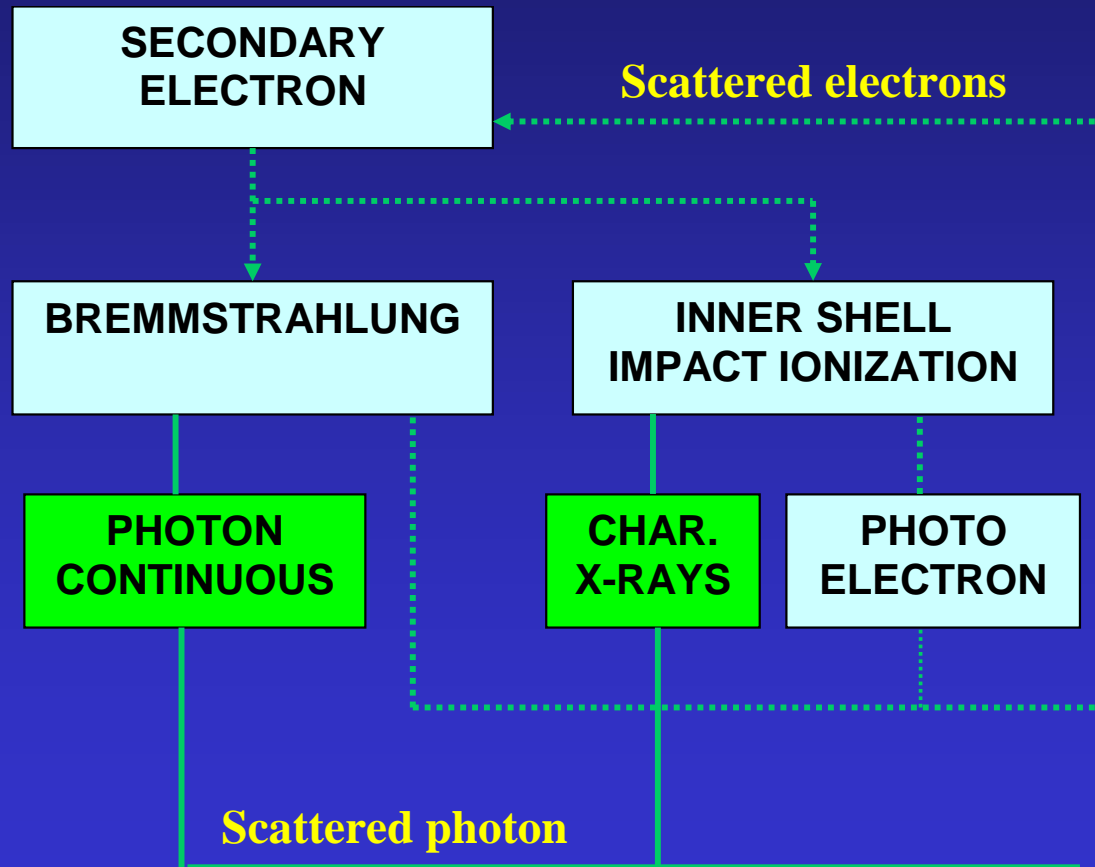 SECONDARY
ELECTRON
Scattered electrons
BREMMSTRAHLUNG
INNER SHELL
IMPACT IONIZATION
PHOTON
CONTINUOUS
CHAR.
X-RAYS
PHOTO
ELECTRON
Scattered photon